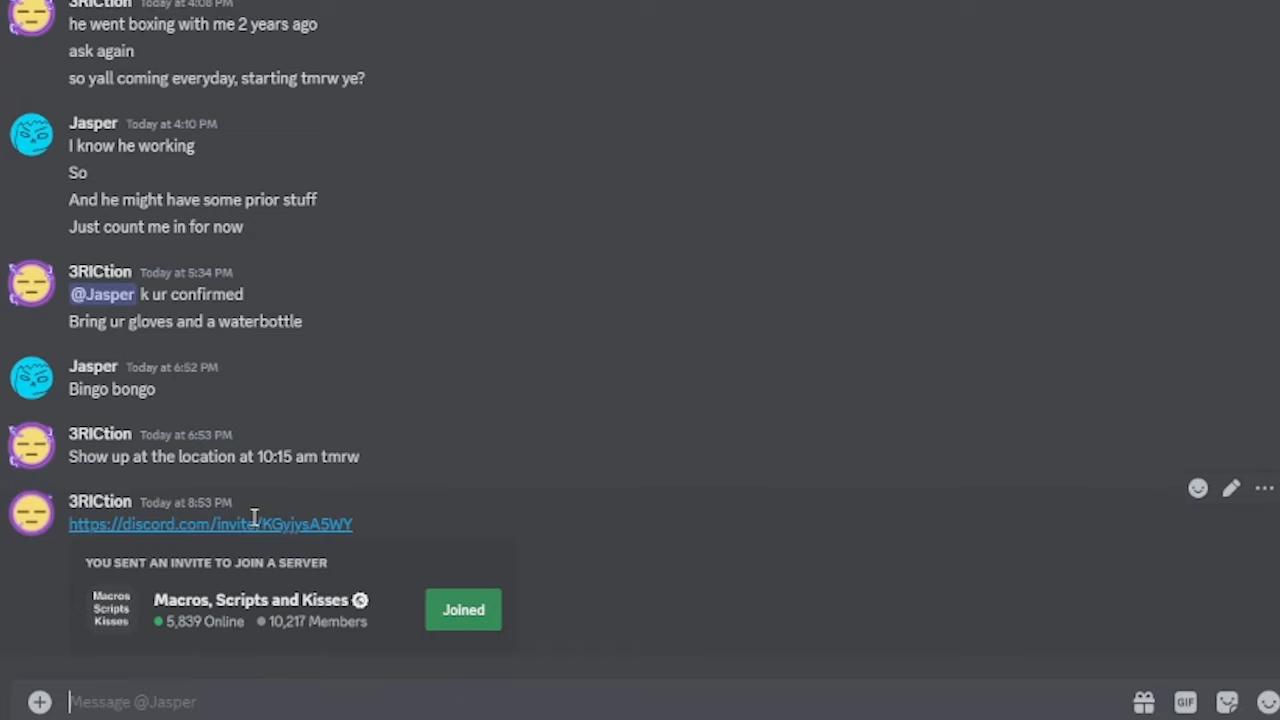 3RICtion Today at 4:08 PM
he went boxing with me 2 years ago
ask again
so yall coming everyday, starting tmrw ye?
Jasper Today at 4:10 PM
I know he working
So
And he might have some prior stuff
Just count me in for now
3RICtion Today at 5:34 PM
@Jasper k ur confirmed
Bring ur gloves and a waterbottle
Jasper Today at 6:52 PM
Bingo bongo
3RICtion Today at 6:53 PM
Show up at the location at 10:15 am tmrw
3RICtion Today at 8:53 PM
https://discord.com/invite/KGyjysA5WY
YOU SENT AN INVITE TO JOIN A SERVER
Macros
Scripts
Kisses
Macros, Scripts and Kisses
5,839 Online 10,217 Members
Joined
Message @Jasper
GIF